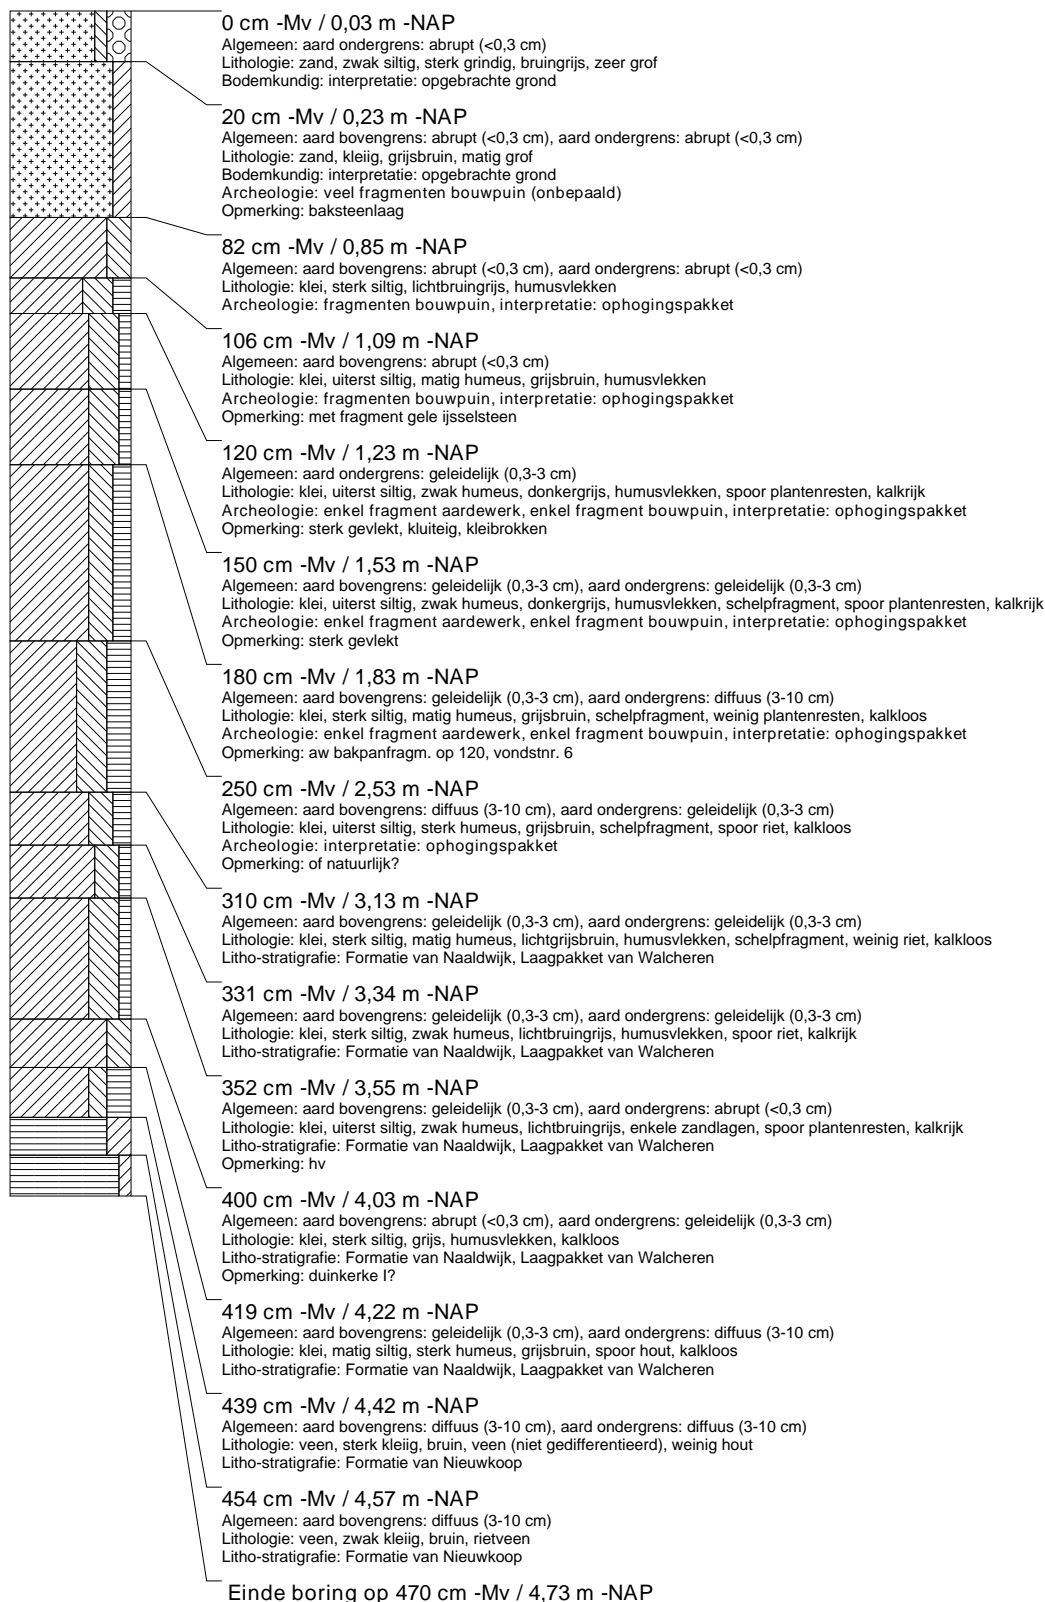 0 cm -Mv / 0,03 m -NAP
Algemeen: aard ondergrens: abrupt (<0,3 cm)
Lithologie: zand, zwak siltig, sterk grindig, bruingrijs, zeer grof
Bodemkundig: interpretatie: opgebrachte grond
20 cm -Mv / 0,23 m -NAP
Algemeen: aard bovengrens: abrupt (<0,3 cm), aard ondergrens: abrupt (<0,3 cm)
Lithologie: zand, kleiig, grijsbruin, matig grof
Bodemkundig: interpretatie: opgebrachte grond
Archeologie: veel fragmenten bouwpuin (onbepaald)
Opmerking: baksteenlaag
82 cm -Mv / 0,85 m -NAP
Algemeen: aard bovengrens: abrupt (<0,3 cm), aard ondergrens: abrupt (<0,3 cm)
Lithologie: klei, sterk siltig, lichtbruingrijs, humusvlekken
Archeologie: fragmenten bouwpuin, interpretatie: ophogingspakket
106 cm -Mv / 1,09 m -NAP
Algemeen: aard bovengrens: abrupt (<0,3 cm)
Lithologie: klei, uiterst siltig, matig humeus, grijsbruin, humusvlekken
Archeologie: fragmenten bouwpuin, interpretatie: ophogingspakket
Opmerking: met fragment gele ijsselsteen
120 cm -Mv / 1,23 m -NAP
Algemeen: aard ondergrens: geleidelijk (0,3-3 cm)
Lithologie: klei, uiterst siltig, zwak humeus, donkergrijs, humusvlekken, spoor plantenresten, kalkrijk
Archeologie: enkel fragment aardewerk, enkel fragment bouwpuin, interpretatie: ophogingspakket
Opmerking: sterk gevlekt, kluiteig, kleibrokken
150 cm -Mv / 1,53 m -NAP
Algemeen: aard bovengrens: geleidelijk (0,3-3 cm), aard ondergrens: geleidelijk (0,3-3 cm)
Lithologie: klei, uiterst siltig, zwak humeus, donkergrijs, humusvlekken, schelpfragment, spoor plantenresten, kalkrijk
Archeologie: enkel fragment aardewerk, enkel fragment bouwpuin, interpretatie: ophogingspakket
Opmerking: sterk gevlekt
180 cm -Mv / 1,83 m -NAP
Algemeen: aard bovengrens: geleidelijk (0,3-3 cm), aard ondergrens: diffuus (3-10 cm)
Lithologie: klei, sterk siltig, matig humeus, grijsbruin, schelpfragment, weinig plantenresten, kalkloos
Archeologie: enkel fragment aardewerk, enkel fragment bouwpuin, interpretatie: ophogingspakket
Opmerking: aw bakpanfragm. op 120, vondstnr. 6
250 cm -Mv / 2,53 m -NAP
Algemeen: aard bovengrens: diffuus (3-10 cm), aard ondergrens: geleidelijk (0,3-3 cm)
Lithologie: klei, uiterst siltig, sterk humeus, grijsbruin, schelpfragment, spoor riet, kalkloos
Archeologie: interpretatie: ophogingspakket
Opmerking: of natuurlijk?
310 cm -Mv / 3,13 m -NAP
Algemeen: aard bovengrens: geleidelijk (0,3-3 cm), aard ondergrens: geleidelijk (0,3-3 cm)
Lithologie: klei, sterk siltig, matig humeus, lichtgrijsbruin, humusvlekken, schelpfragment, weinig riet, kalkloos
Litho-stratigrafie: Formatie van Naaldwijk, Laagpakket van Walcheren
331 cm -Mv / 3,34 m -NAP
Algemeen: aard bovengrens: geleidelijk (0,3-3 cm), aard ondergrens: geleidelijk (0,3-3 cm)
Lithologie: klei, sterk siltig, zwak humeus, lichtbruingrijs, humusvlekken, spoor riet, kalkrijk
Litho-stratigrafie: Formatie van Naaldwijk, Laagpakket van Walcheren
352 cm -Mv / 3,55 m -NAP
Algemeen: aard bovengrens: geleidelijk (0,3-3 cm), aard ondergrens: abrupt (<0,3 cm)
Lithologie: klei, uiterst siltig, zwak humeus, lichtbruingrijs, enkele zandlagen, spoor plantenresten, kalkrijk
Litho-stratigrafie: Formatie van Naaldwijk, Laagpakket van Walcheren
Opmerking: hv
400 cm -Mv / 4,03 m -NAP
Algemeen: aard bovengrens: abrupt (<0,3 cm), aard ondergrens: geleidelijk (0,3-3 cm)
Lithologie: klei, sterk siltig, grijs, humusvlekken, kalkloos
Litho-stratigrafie: Formatie van Naaldwijk, Laagpakket van Walcheren
Opmerking: duinkerke I?
419 cm -Mv / 4,22 m -NAP
Algemeen: aard bovengrens: geleidelijk (0,3-3 cm), aard ondergrens: diffuus (3-10 cm)
Lithologie: klei, matig siltig, sterk humeus, grijsbruin, spoor hout, kalkloos
Litho-stratigrafie: Formatie van Naaldwijk, Laagpakket van Walcheren
439 cm -Mv / 4,42 m -NAP
Algemeen: aard bovengrens: diffuus (3-10 cm), aard ondergrens: diffuus (3-10 cm)
Lithologie: veen, sterk kleiig, bruin, veen (niet gedifferentieerd), weinig hout
Litho-stratigrafie: Formatie van Nieuwkoop
454 cm -Mv / 4,57 m -NAP
Algemeen: aard bovengrens: diffuus (3-10 cm)
Lithologie: veen, zwak kleiig, bruin, rietveen
Litho-stratigrafie: Formatie van Nieuwkoop
Einde boring op 470 cm -Mv / 4,73 m -NAP